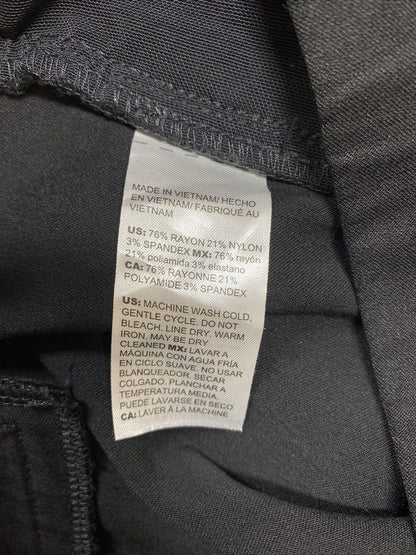 MADE IN VIETNAM/ HECHO
EN VIETNAM/ FABRIQUÉ AU
VIETNAM
US: 76% RAYON 21% NYLON
3% SPANDEX MX: 76% rayón
21% poliamida 3% elastano
CA: 76% RAYONNE 21%
POLYAMIDE 3% SPANDEX
US: MACHINE WASH COLD,
GENTLE CYCLE. DO NOT
BLEACH. LINE DRY. WARM
IRON. MAY BE DRY
CLEANED MX: LAVAR A
MÁQUINA CON AGUA FRÍA
EN CICLO SUAVE. NO USAR
BLANQUEADOR. SECAR
COLGADO. PLANCHAR A
TEMPERATURA MEDIA.
PUEDE LAVARSE EN SECO
CA: LAVER À LA MACHINE